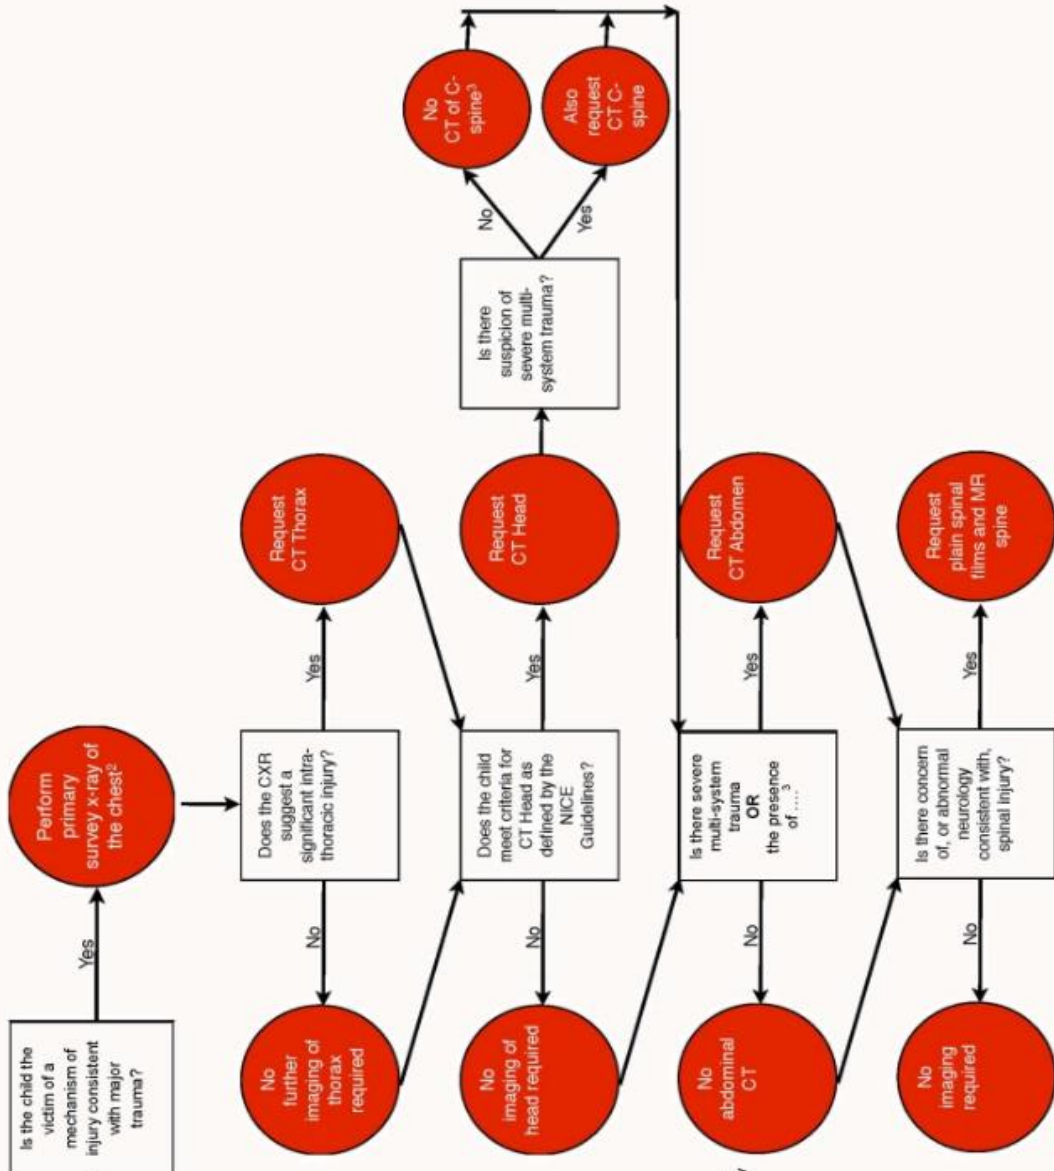 Is the child the
victim of a
mechanism of
injury consistent
with major
trauma?
Yes
Perform
primary
survey x-ray of
the chest²
Does the CXR
suggest a
significant intra-
thoracic injury?
No
No
further
imaging of
thorax
required
Yes
Request
CT Thorax
Does the child
meet criteria for
CT Head as
defined by the
NICE
Guidelines?
No
No
imaging of
head required
Yes
Request
CT Head
Is there
suspicion of
severe multi-
system trauma?
No
No
CT of C-
spine³
Yes
Also
request
CT C-
spine
Is there severe
multi-system
trauma
OR
the presence
of ....³
No
No
abdominal
CT
Yes
Request
CT Abdomen
Is there concern
of, or abnormal
neurology
consistent with,
spinal injury?
No
No
imaging
required
Yes
Request
plain spinal
films and MR
spine